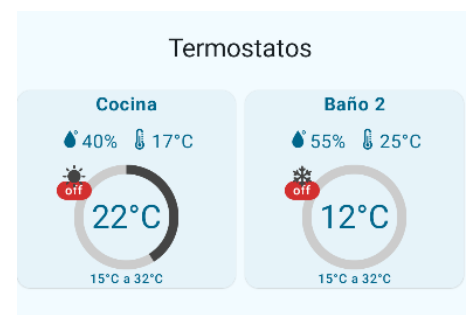 Termostatos
Cocina
40% 17°C
off
22°C
15°C a 32°C
Baño 2
55% 25°C
off
12°C
15°C a 32°C